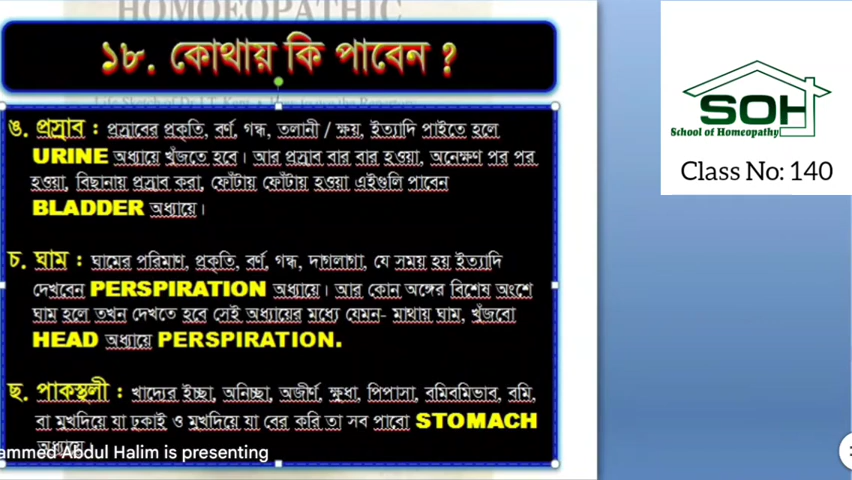 HOMOEOPATHIC
১৮. কোথায় কি পাবেন ?
ঙ. প্রস্রাব : প্রস্রাবের প্রকৃতি, বর্ণ, গন্ধ, তলানী / ক্ষয়, ইত্যাদি পাইতে হলে
URINE অধ্যায়ে খুঁজতে হবে। আর প্রস্রাব বার বার হওয়া, অনেক্ষণ পর পর
হওয়া, বিছানায় প্রস্রাব করা, ফোঁটায় ফোঁটায় হওয়া এইগুলি পাবেন
BLADDER অধ্যায়ে।
চ. ঘাম : ঘামের পরিমাণ, প্রকৃতি, বর্ণ, গন্ধ, দাগলাগা, যে সময় হয় ইত্যাদি
দেখবেন PERSPIRATION অধ্যায়ে। আর কোন অঙ্গের বিশেষ অংশে
ঘাম হলে তখন দেখতে হবে সেই অধ্যায়ের মধ্যে যেমন- মাথায় ঘাম, খুঁজবো
HEAD অধ্যায়ে PERSPIRATION.
ছ. পাকস্থলী : খাদ্যের ইচ্ছা, অনিচ্ছা, অজীর্ণ, ক্ষুধা, পিপাসা, বমিবমিভাব, বমি,
বা মুখদিয়ে যা ঢুকাই ও মুখদিয়ে যা বের করি তা সব পাবো STOMACH
অধ্যায়ে।
ammed Abdul Halim is presenting
SOH
School of Homeopathy
Class No: 140